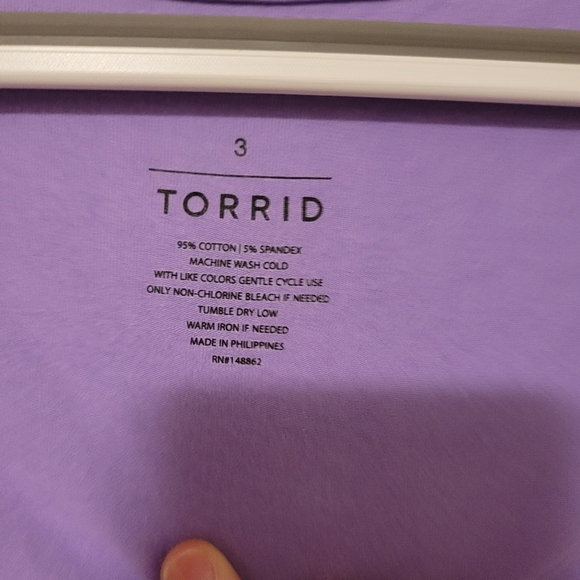 3
TORRID
95% COTTON | 5% SPANDEX
MACHINE WASH COLD
WITH LIKE COLORS GENTLE CYCLE USE
ONLY NON-CHLORINE BLEACH IF NEEDED
TUMBLE DRY LOW
WARM IRON IF NEEDED
MADE IN PHILIPPINES
RN#148862